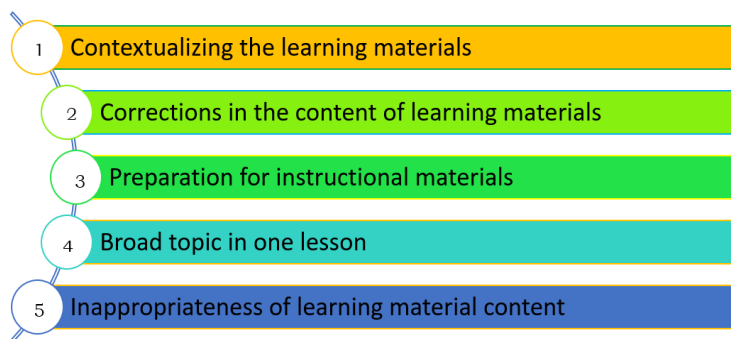 1 Contextualizing the learning materials
2 Corrections in the content of learning materials
3 Preparation for instructional materials
4 Broad topic in one lesson
5 Inappropriateness of learning material content